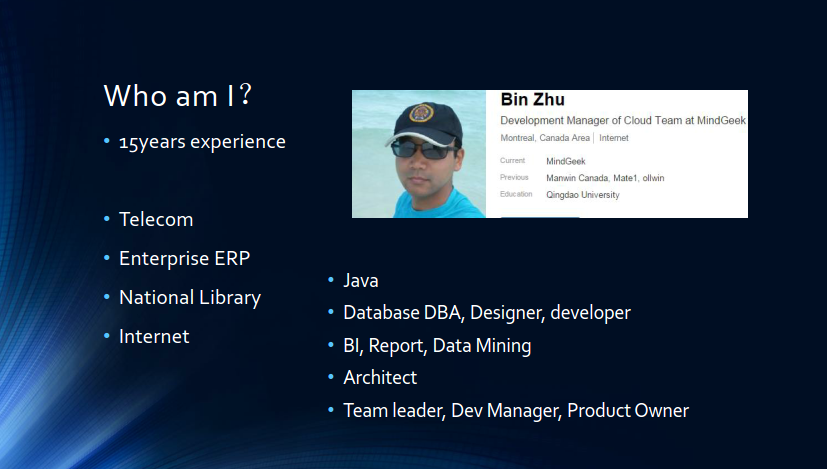 Who am I？
15years experience
Telecom
Enterprise ERP
National Library
Internet
Bin Zhu
Development Manager of Cloud Team at MindGeek
Montreal, Canada Area | Internet
Current MindGeek
Previous Manwin Canada, Mate1, ollwin
Education Qingdao University
Java
Database DBA, Designer, developer
BI, Report, Data Mining
Architect
Team leader, Dev Manager, Product Owner